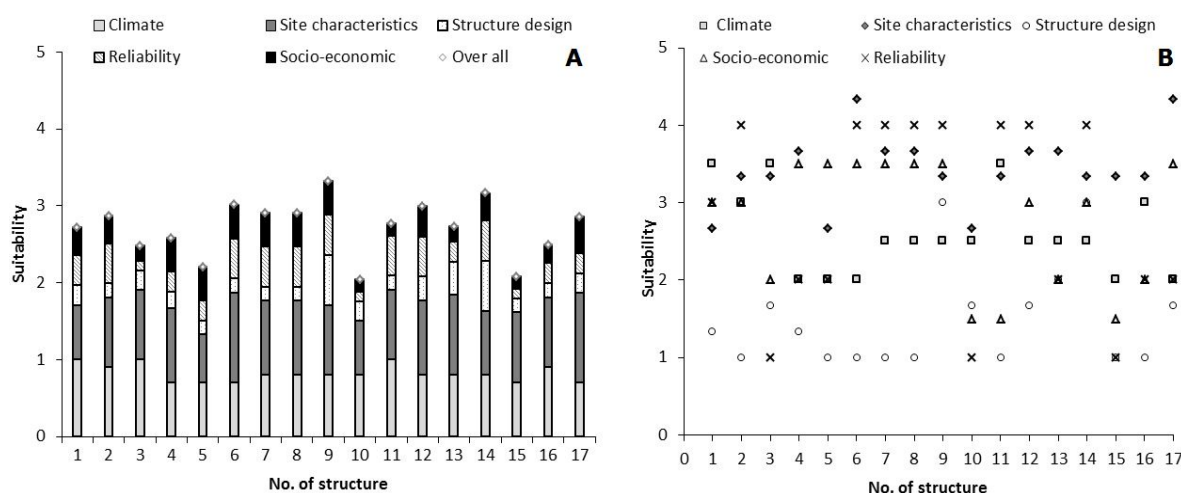 Climate Site characteristics Structure design
Reliability Socio-economic Over all
A
5
4
3
2
1
0
Suitability
1 2 3 4 5 6 7 8 9 10 11 12 13 14 15 16 17
No. of structure
Climate Site characteristics Structure design
Socio-economic Reliability
B
5
4
3
2
1
0
Suitability
0 1 2 3 4 5 6 7 8 9 10 11 12 13 14 15 16 17
No. of structure